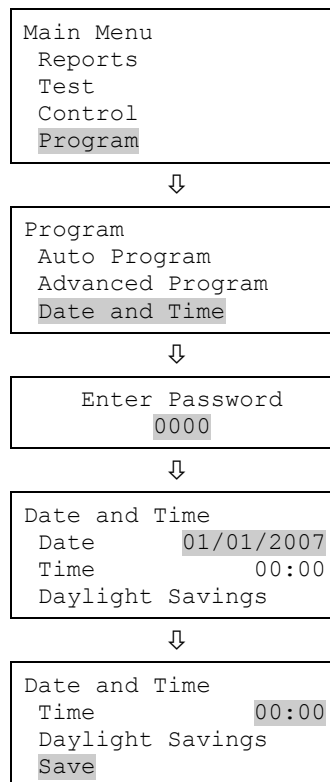 Main Menu
Reports
Test
Control
Program
⇩
Program
Auto Program
Advanced Program
Date and Time
⇩
Enter Password
0000
⇩
Date and Time
Date 01/01/2007
Time 00:00
Daylight Savings
⇩
Date and Time
Time 00:00
Daylight Savings
Save